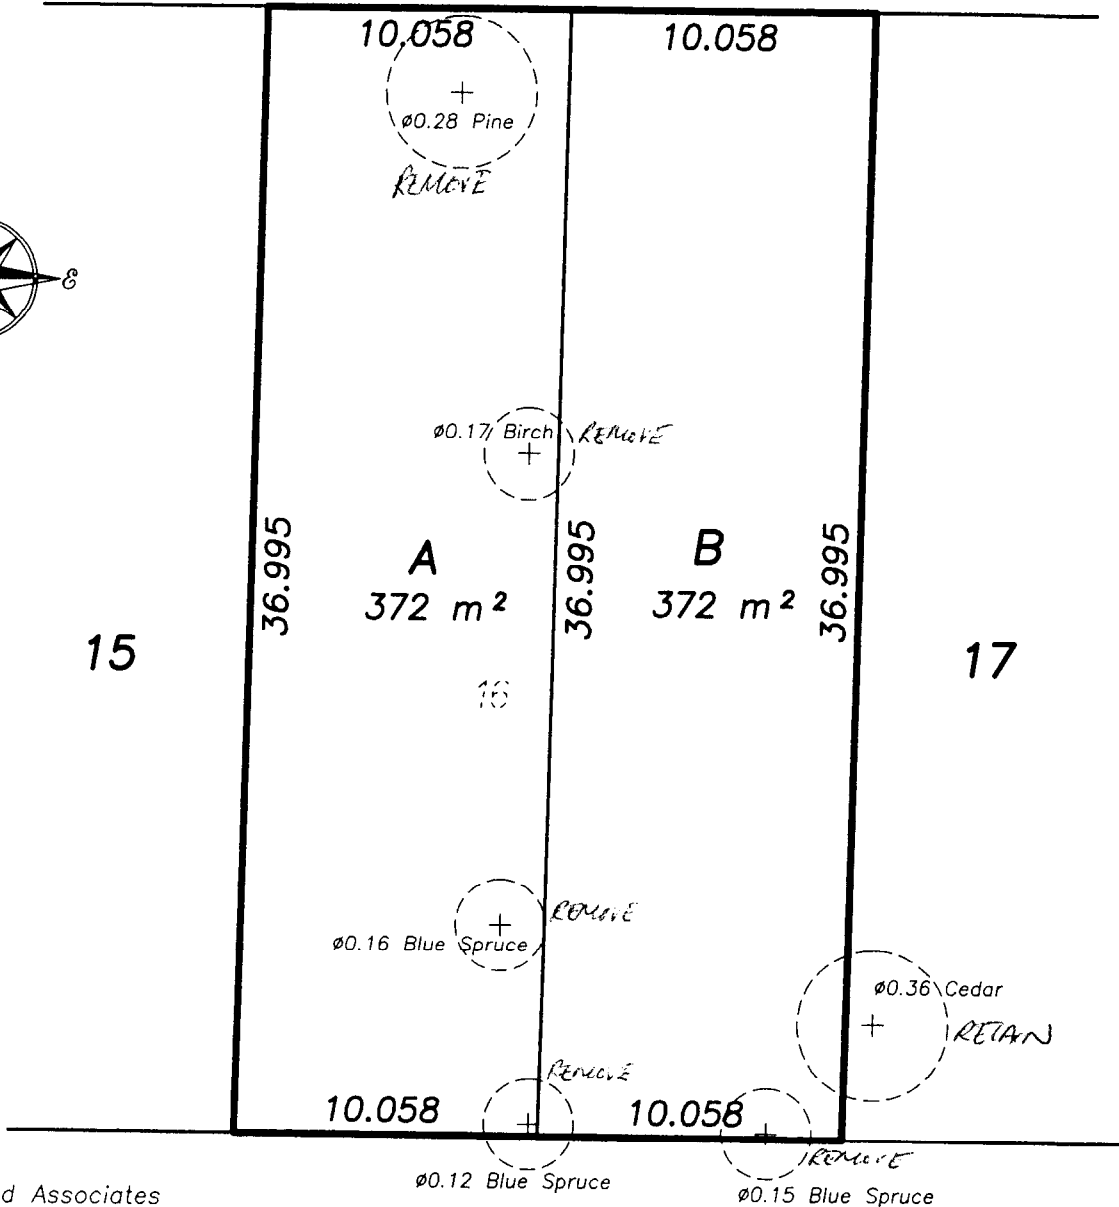 10.058
10.058
ø0.28 Pine
REMOVE
E
ø0.17 Birch
REMOVE
36.995
A
372 m²
36.995
B
372 m²
36.995
15
16
17
REMOVE
ø0.16 Blue Spruce
ø0.36 Cedar
RETAIN
REMOVE
10.058
10.058
REMOVE
ø0.12 Blue Spruce
ø0.15 Blue Spruce
d Associates